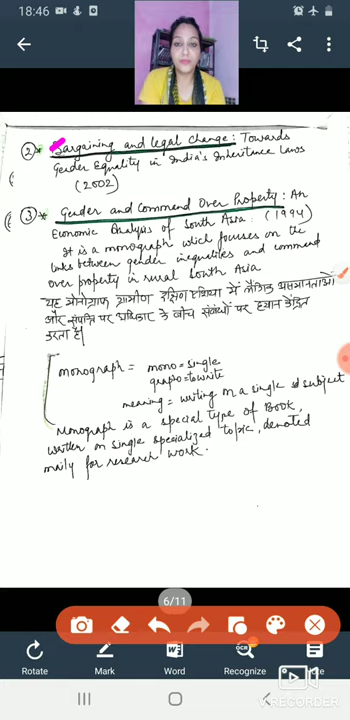 18:46
② * Bargaining and legal Change: Towards
Gender Equality in India's Inheritance Laws
(2002)
③ * Gender and Command Over Property: An
Economic Analysis of South Asia. (1994)
It is a monograph which focuses on the
links between gender inequalities and command
over property in rural South Asia
यह मोनोग्राफ ग्रामीण दक्षिण एशिया में लैंगिक असमानताओं
और संपत्ति पर अधिकार के बीच संबंधों पर ध्यान केंद्रित
करता है।
monograph = mono = single
grapho = to write
meaning = writing on a single subject
Monograph is a special type of Book,
written on single specialized topic, denoted
maily for research work.
6/11
Rotate
Mark
Word
Recognize
OCR
VIRECORDER